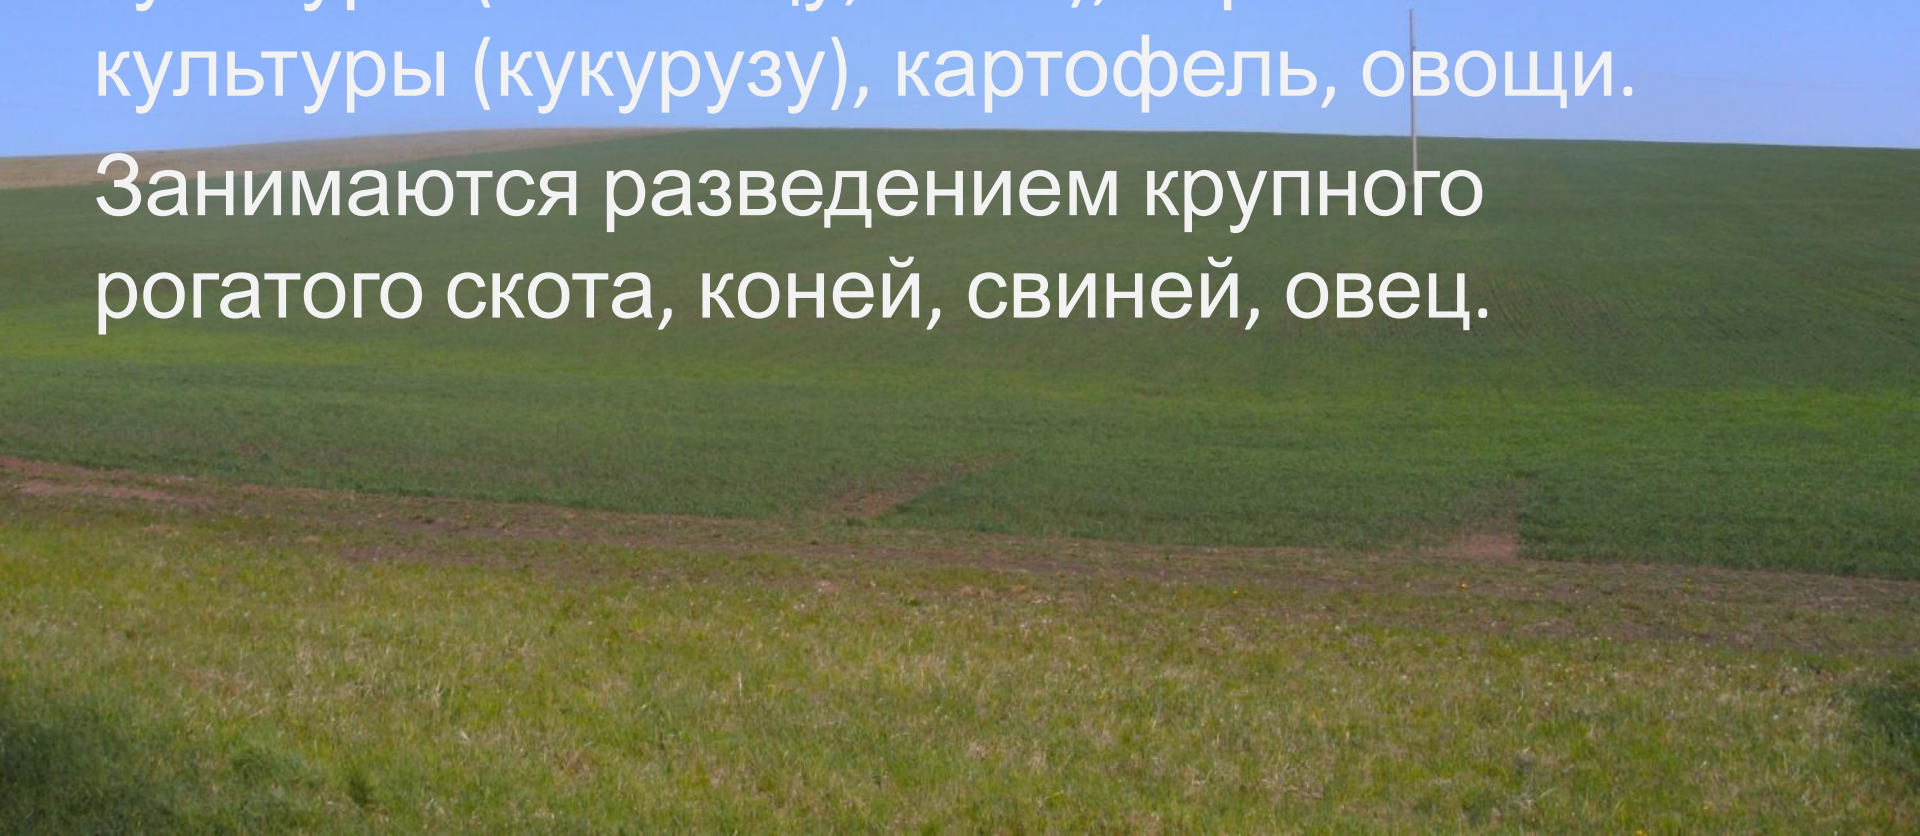 культуры (кукурузу), картофель, овощи.
Занимаются разведением крупного
рогатого скота, коней, свиней, овец.